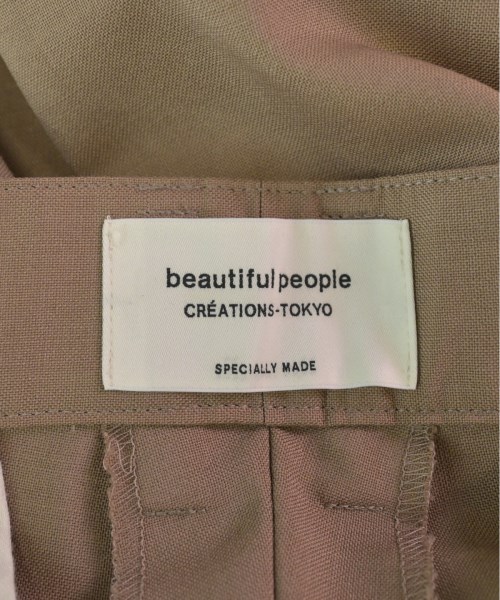 beautiful people
CRÉATIONS-TOKYO
SPECIALLY MADE